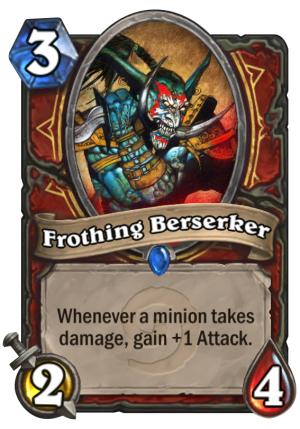 3
Frothing Berserker
Whenever a minion takes
damage, gain +1 Attack.
2
4